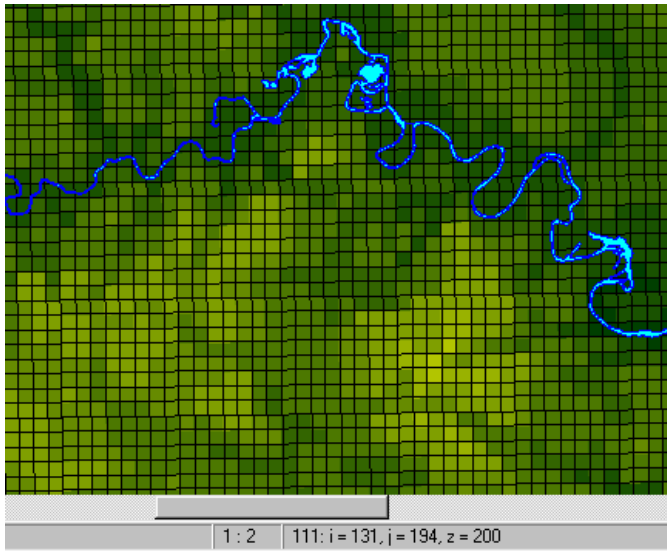 1 : 2 111: i = 131, j = 194, z = 200